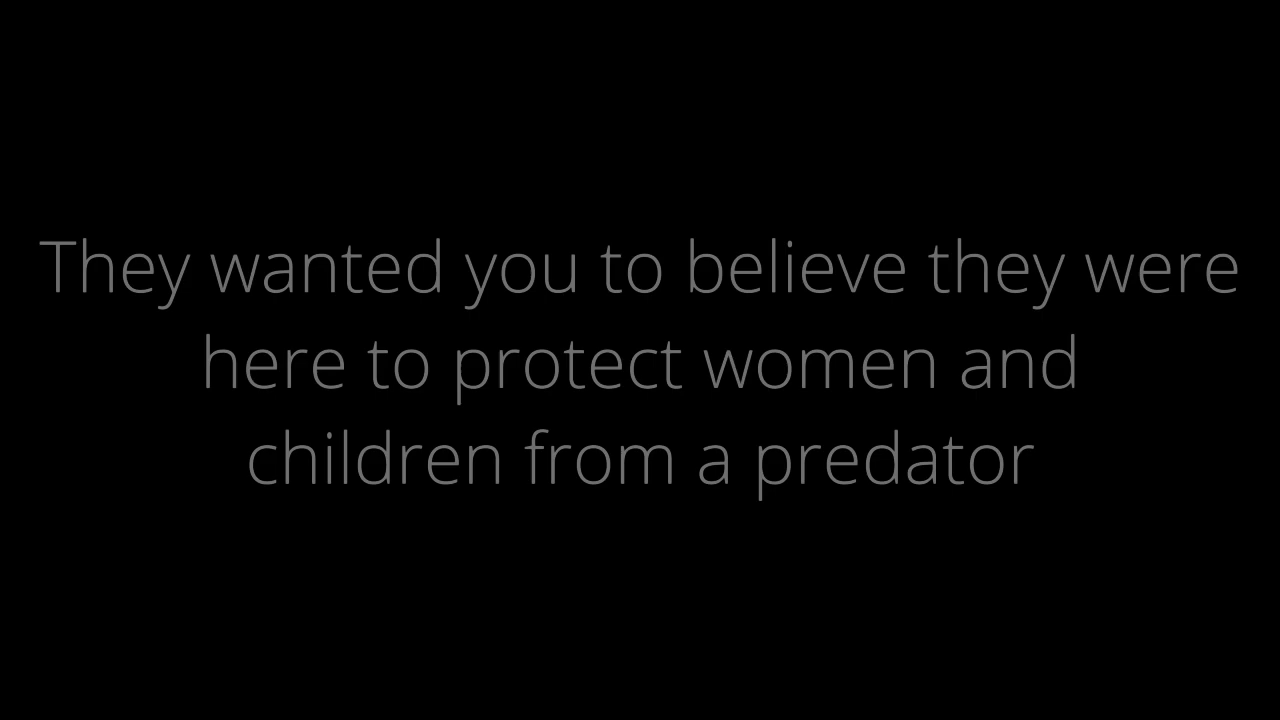 They wanted you to believe they were
here to protect women and
children from a predator